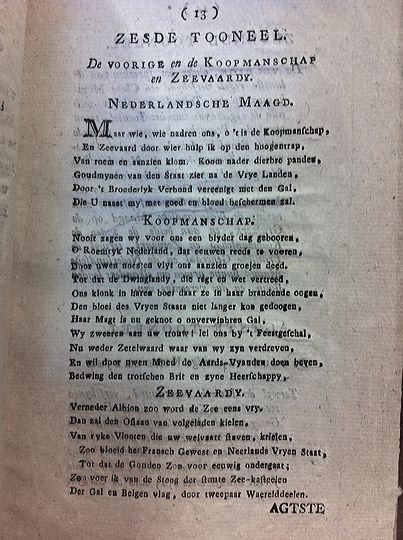 ( 13 )
ZESDE TOONEEL.
De VOORIGE en de KOOPMANSCHAP
en ZEEVAARDY.
NEDERLANDSCHE MAAGD.
Maar wie, wie nadren ons, o 't is de Koopmanſchap,
En Zeevaard door wier hulp ik op den hoogentrap,
Van roem en aanzien klom. Koom nader dierbre panden,
Goudmynen van den Staat ziet na de Vrye Landen,
Door 't Broederlyk Verbond vereenigt met den Gal,
Die U naast my met goed en bloed beſchermen zal.
KOOPMANSCHAP.
Nooit zagen wy voor ons een blyder dag gebooren,
O Roemryk Nederland, dat eeuwen reeds te vooren,
Door uwen noesten vlyt ons aanzien groejen deed.
Tot dat de Dwinglandy, die regt en wet vertreed,
Ons klonk in haren boei daar ze in haar brandende oogen,
Den bloei des Vryen Staats niet langer kon gedoogen,
Haar Magt is nu geknot o onverwinbren Gal,
Wy zweeren aan uw trouw! lei ons by 't Feestgeſchal,
Nu weder Zetelwaard waar van wy zyn verdreven,
En wil door uwen Moed de Aards-Vyanden doen beven,
Bedwing den trotſchen Brit en zyne Heerſchappy,
ZEEVAARDY.
Verneder Albion zoo word de Zee eens vry.
Dan zal den Oſiaan van volgeladen kielen,
Van ryke Vlooten die uw welvaart ſtaven, krielen,
Zoo bloeid het Fransch Gewest en Neerlands Vryen Staat,
Tot dat de Gouden Zon voor eeuwig ondergaat;
Zoo voer ik van de Steng der ſtoute Zee-kaſteelen
Der Gal en Belgen vlag, door tweepaar Waerelddeelen.
AGTSTE